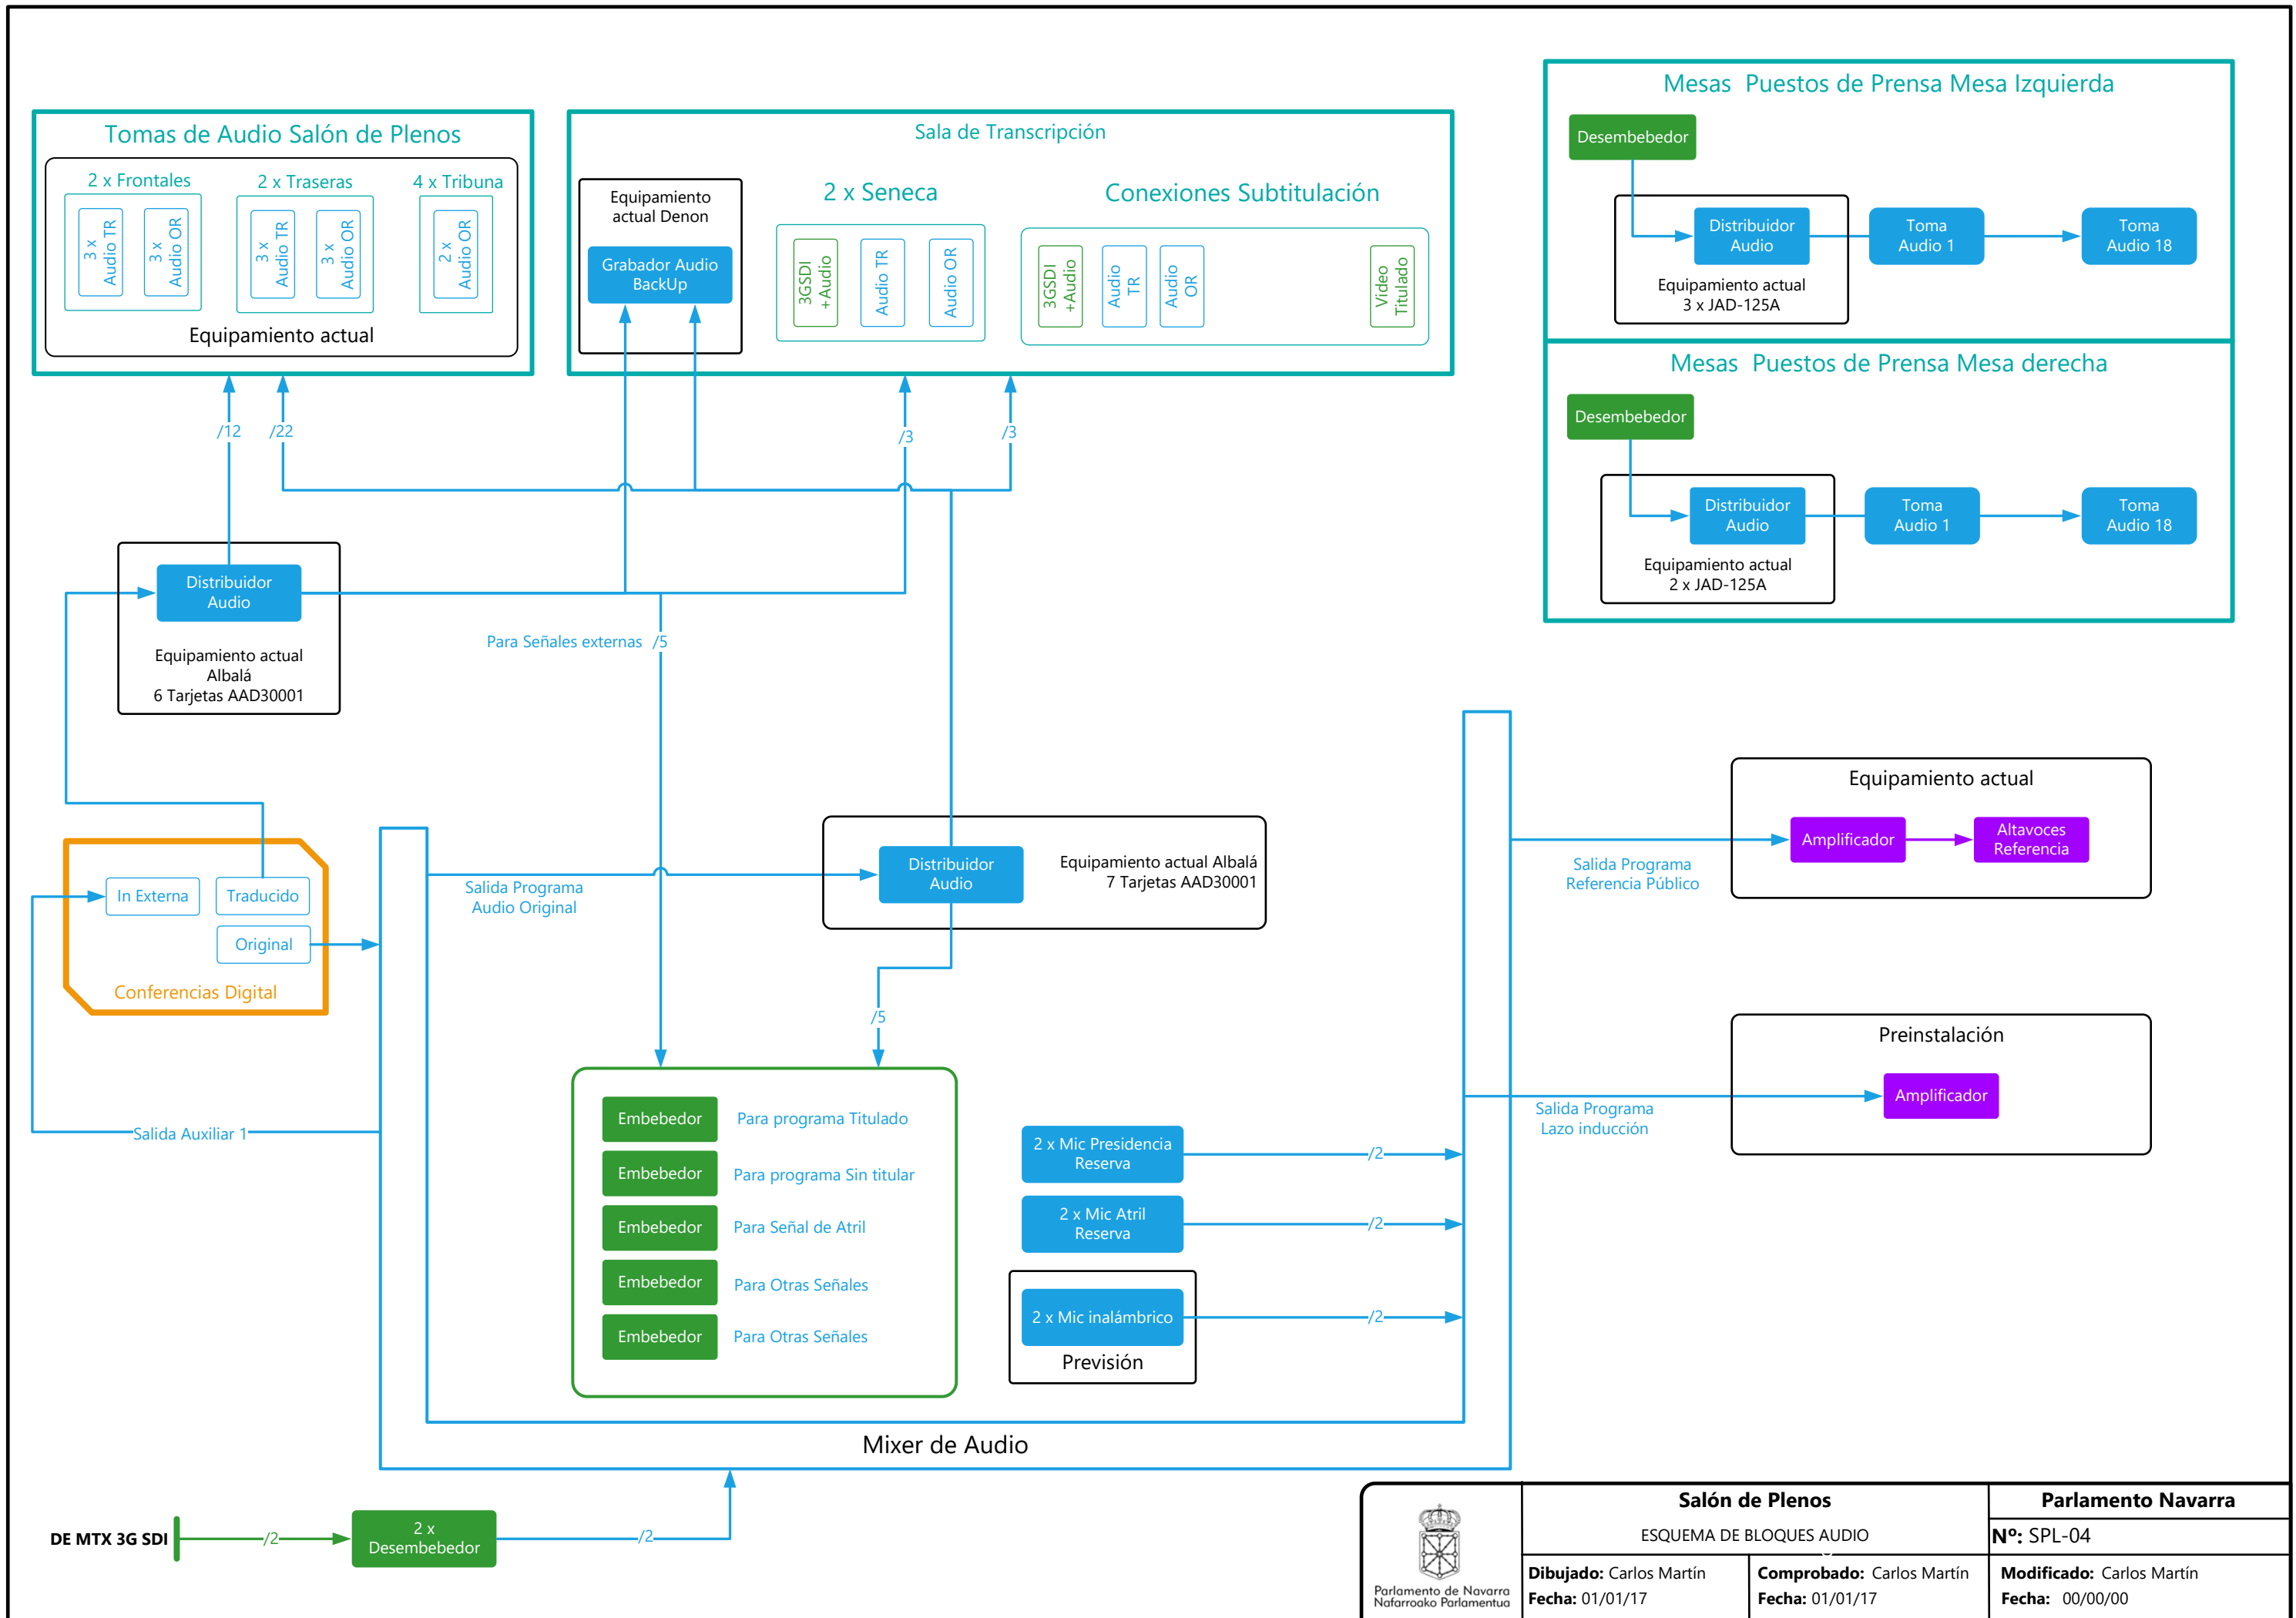 Tomas de Audio Salón de Plenos
2 x Frontales
2 x Traseras
4 x Tribuna
3 x
Audio TR
3 x
Audio OR
3 x
Audio TR
3 x
Audio OR
2 x
Audio OR
Equipamiento actual
Sala de Transcripción
Equipamiento
actual Denon
Grabador Audio
BackUp
2 x Seneca
3GSDI
+Audio
Audio TR
Audio OR
Conexiones Subtitulación
3GSDI
+Audio
Audio
TR
Audio
OR
Video
Titulado
Mesas Puestos de Prensa Mesa Izquierda
Desembebedor
Distribuidor
Audio
Toma
Audio 1
Toma
Audio 18
Equipamiento actual
3 x JAD-125A
Mesas Puestos de Prensa Mesa derecha
Desembebedor
Distribuidor
Audio
Toma
Audio 1
Toma
Audio 18
Equipamiento actual
2 x JAD-125A
/12
/22
/3
/3
Distribuidor
Audio
Equipamiento actual
Albalá
6 Tarjetas AAD30001
Para Señales externas /5
In Externa
Traducido
Original
Conferencias Digital
Salida Programa
Audio Original
Distribuidor
Audio
Equipamiento actual Albalá
7 Tarjetas AAD30001
/5
Salida Programa
Referencia Público
Equipamiento actual
Amplificador
Altavoces
Referencia
Salida Programa
Lazo inducción
Preinstalación
Amplificador
Salida Auxiliar 1
Embebedor
Para programa Titulado
Embebedor
Para programa Sin titular
Embebedor
Para Señal de Atril
Embebedor
Para Otras Señales
Embebedor
Para Otras Señales
2 x Mic Presidencia
Reserva
/2
2 x Mic Atril
Reserva
/2
2 x Mic inalámbrico
/2
Previsión
Mixer de Audio
DE MTX 3G SDI
/2
2 x
Desembebedor
/2
Parlamento de Navarra
Nafarroako Parlamentua
Salón de Plenos
ESQUEMA DE BLOQUES AUDIO
Parlamento Navarra
Nº: SPL-04
Dibujado: Carlos Martín
Fecha: 01/01/17
Comprobado: Carlos Martín
Fecha: 01/01/17
Modificado: Carlos Martín
Fecha: 00/00/00